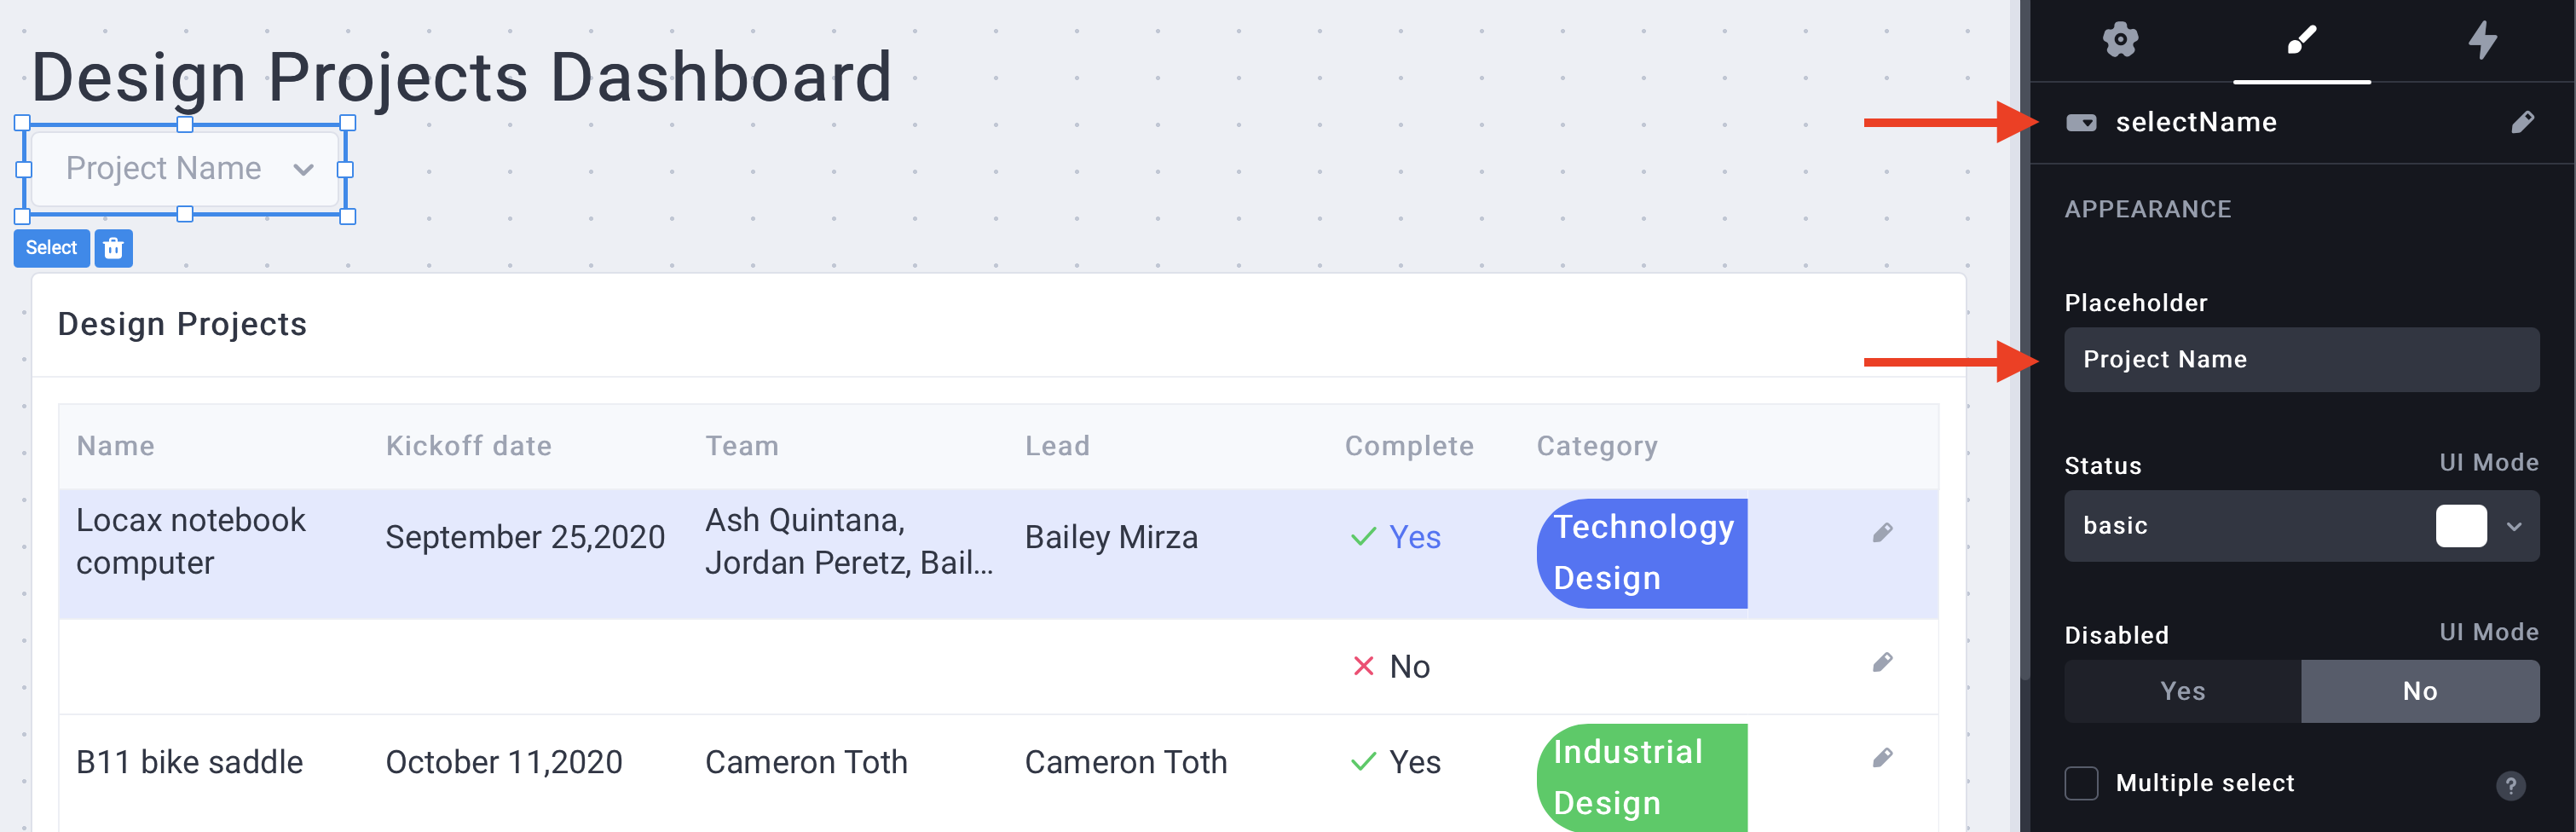 Design Projects Dashboard
Project Name
Select
Design Projects
Name Kickoff date Team Lead Complete Category
Locax notebook computer September 25,2020 Ash Quintana, Jordan Peretz, Bail... Bailey Mirza Yes Technology Design
No
B11 bike saddle October 11,2020 Cameron Toth Cameron Toth Yes Industrial Design
selectName
APPEARANCE
Placeholder
Project Name
Status UI Mode
basic
Disabled UI Mode
Yes No
Multiple select ?